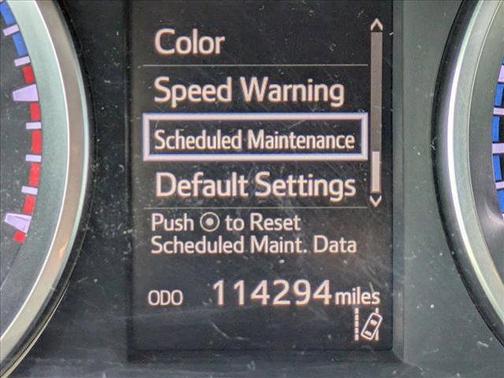 Color
Speed Warning
Scheduled Maintenance
Default Settings
Push ⦿ to Reset
Scheduled Maint. Data
ODO 114294 miles